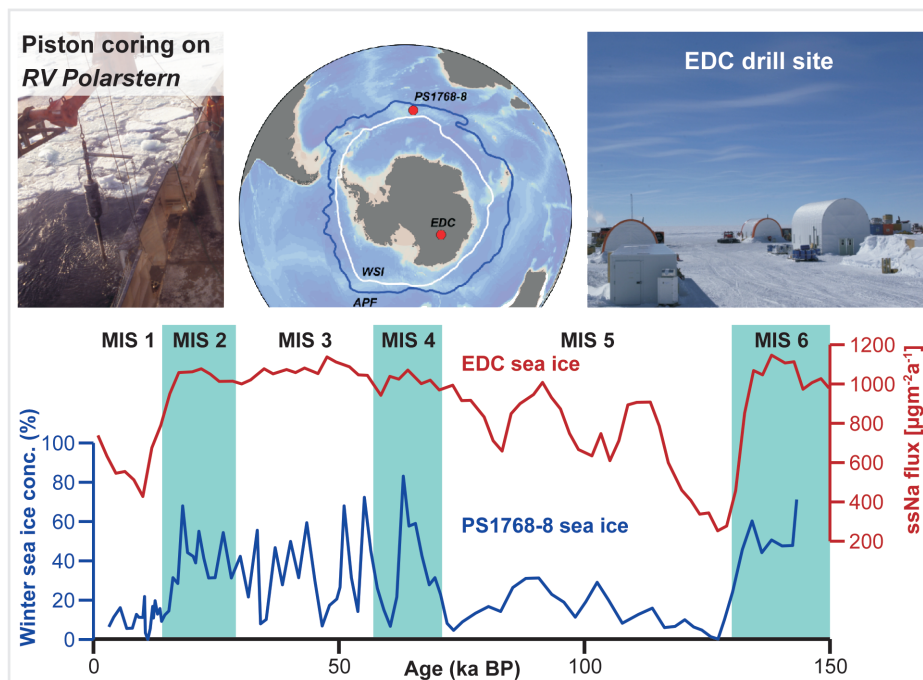 Piston coring on
RV Polarstern
PS1768-8
EDC
WSI
APF
EDC drill site
MIS 1
MIS 2
MIS 3
MIS 4
MIS 5
MIS 6
EDC sea ice
PS1768-8 sea ice
Winter sea ice conc. (%)
100
80
60
40
20
0
ssNa flux [µgm⁻²a⁻¹]
1200
1000
800
600
400
200
0
50
100
150
Age (ka BP)